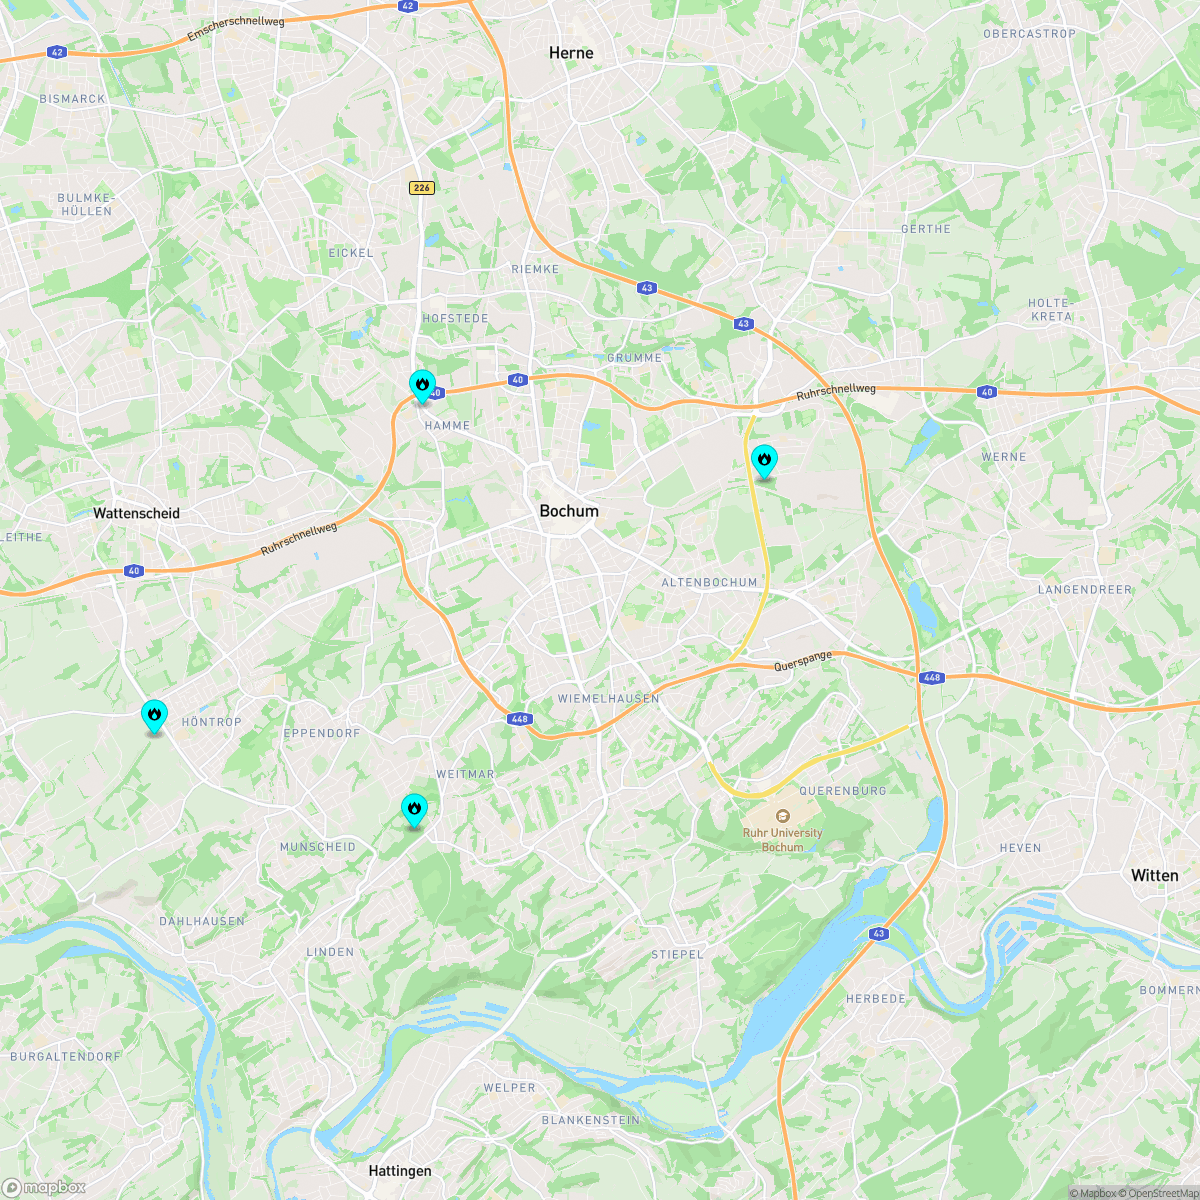 42
Emscherschnellweg
42
Herne
OBERCASTROP
BISMARCK
226
BULMKE-
HÜLLEN
EICKEL
RIEMKE
GERTHE
43
HOLTE-
KRETA
HOFSTEDE
43
GRUMME
40
40
Ruhrschnellweg
40
HAMME
WERNE
Wattenscheid
Bochum
LEITHE
Ruhrschnellweg
40
ALTENBOCHUM
LANGENDREER
Querspange
448
WIEMELHAUSEN
HÖNTROP
448
EPPENDORF
WEITMAR
QUERENBURG
Ruhr University
Bochum
MUNSCHEID
HEVEN
Witten
DAHLHAUSEN
43
LINDEN
STIEPEL
BOMMERN
HERBEDE
BURGALTENDORF
WELPER
BLANKENSTEIN
Hattingen
mapbox
© Mapbox © OpenStreetMap